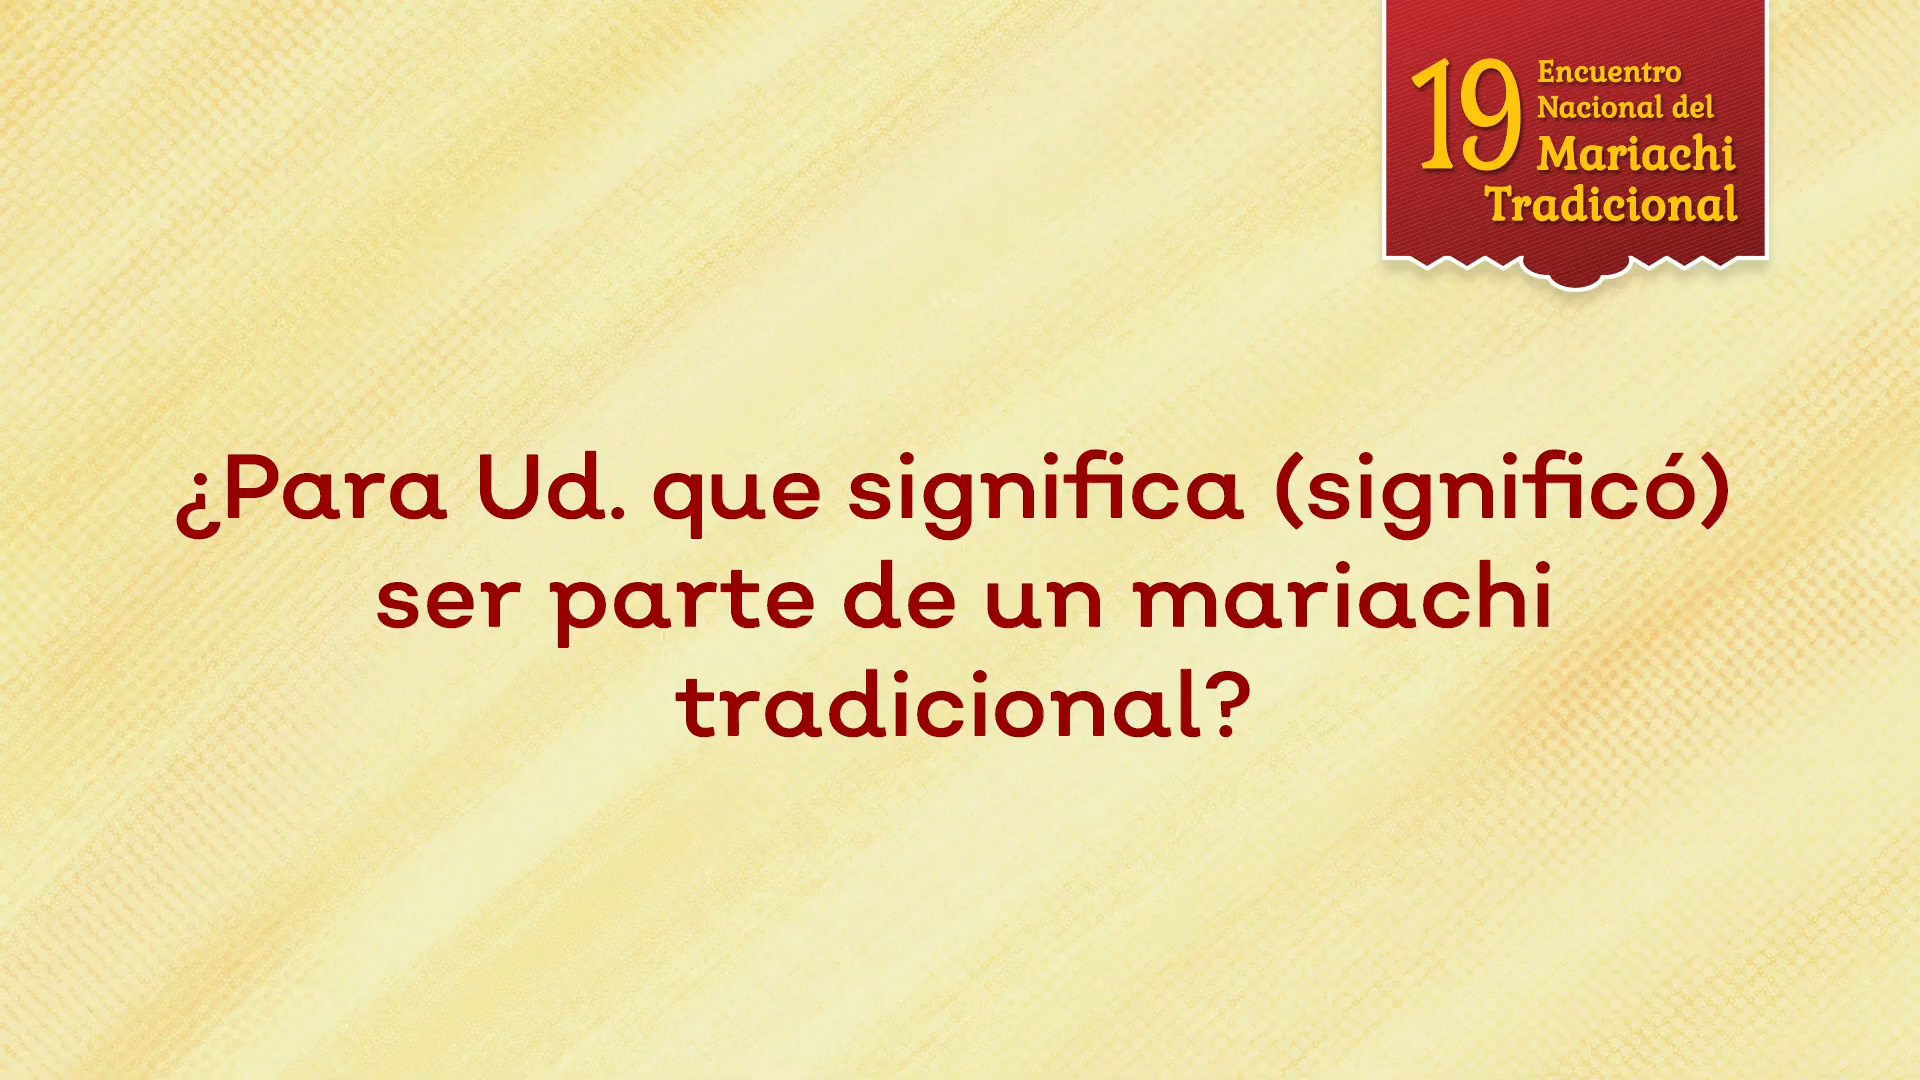 19 Encuentro
Nacional del
Mariachi
Tradicional
¿Para Ud. que significa (significó)
ser parte de un mariachi
tradicional?